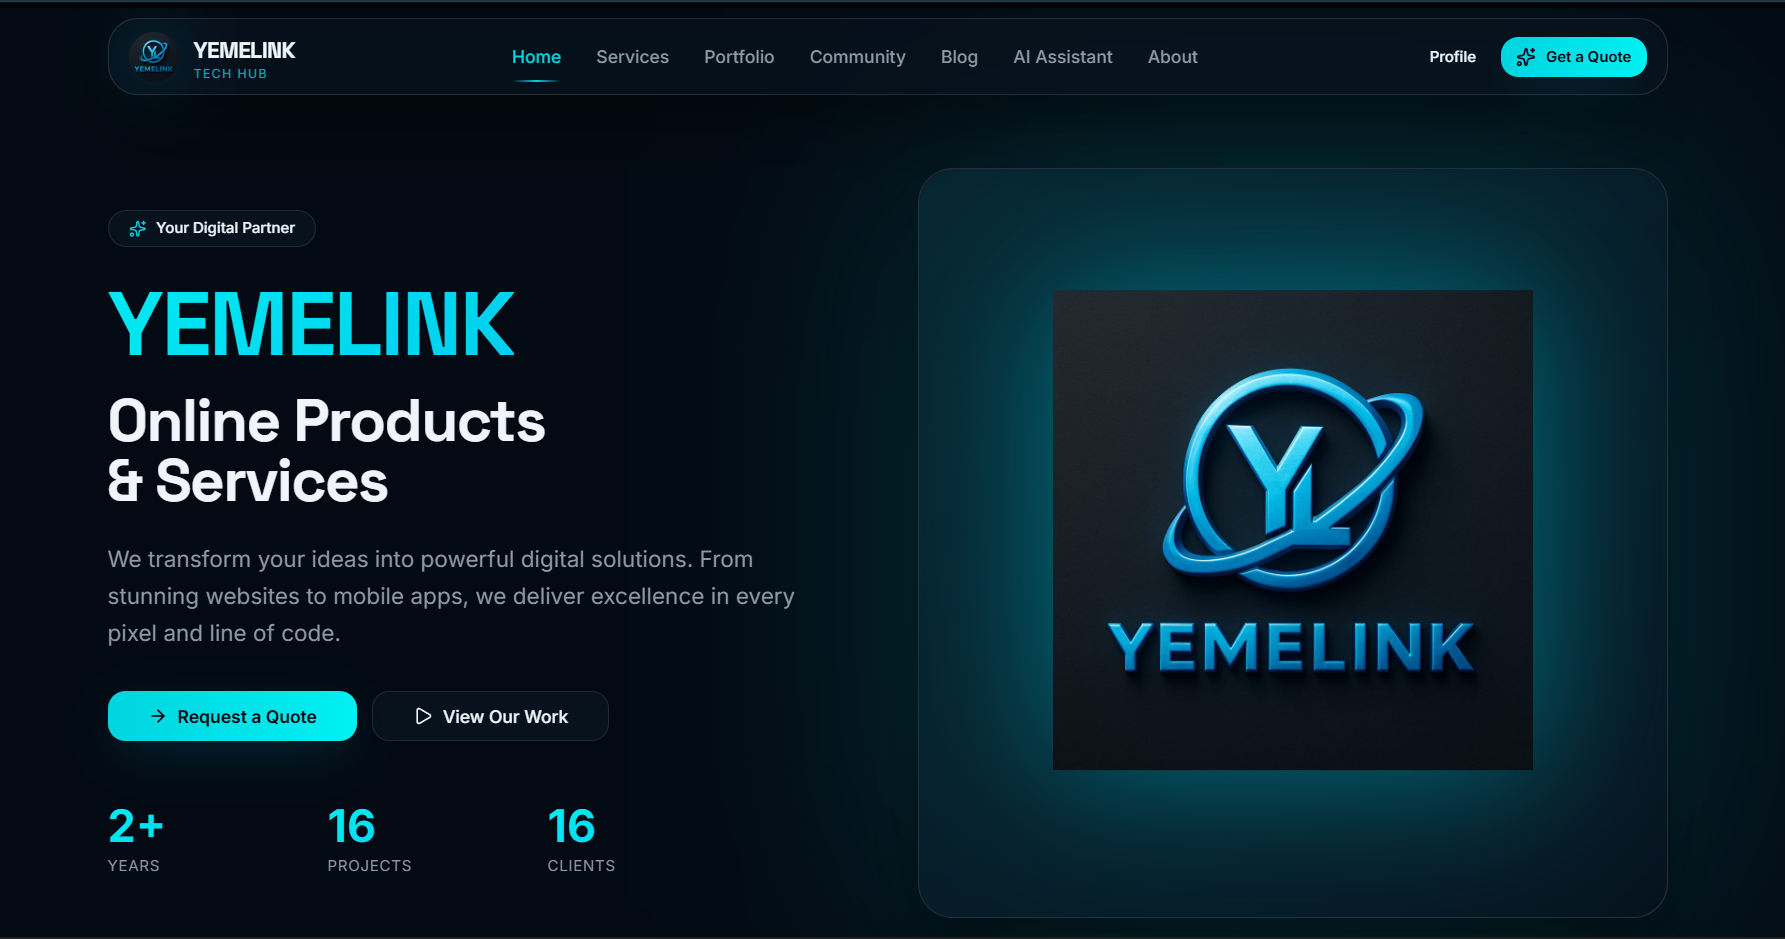 YEMELINK
YEMELINK
TECH HUB
Home
Services
Portfolio
Community
Blog
AI Assistant
About
Profile
Get a Quote
Your Digital Partner
YEMELINK
Online Products
& Services
We transform your ideas into powerful digital solutions. From
stunning websites to mobile apps, we deliver excellence in every
pixel and line of code.
Request a Quote
View Our Work
2+
YEARS
16
PROJECTS
16
CLIENTS
YL
YEMELINK